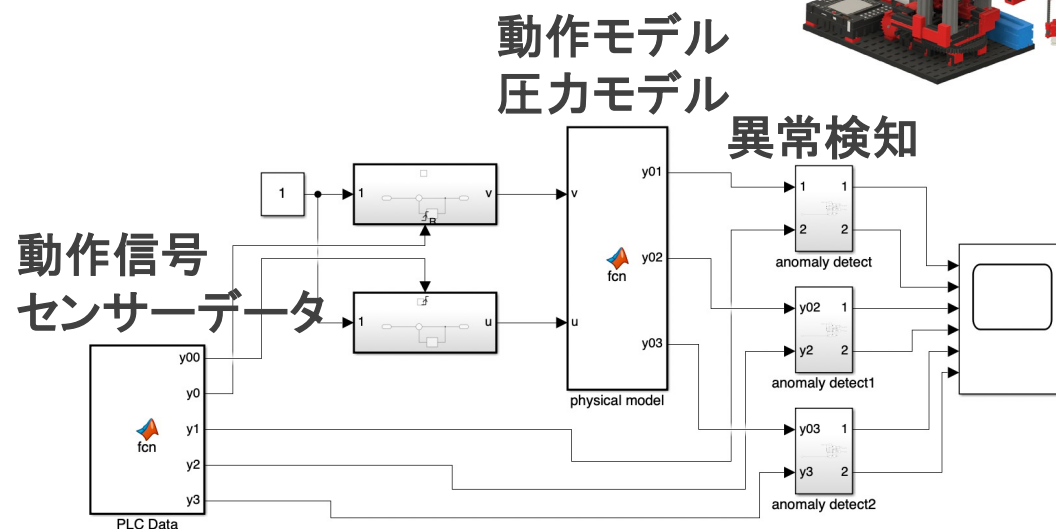 動作モデル
圧力モデル
異常検知
動作信号
センサーデータ
1
1
v
1
u
v
u
fcn
y01
y02
y03
physical model
y00
y0
y1
y2
y3
fcn
PLC Data
1
2
1
2
anomaly detect
y02
y2
1
2
anomaly detect1
y03
y3
1
2
anomaly detect2